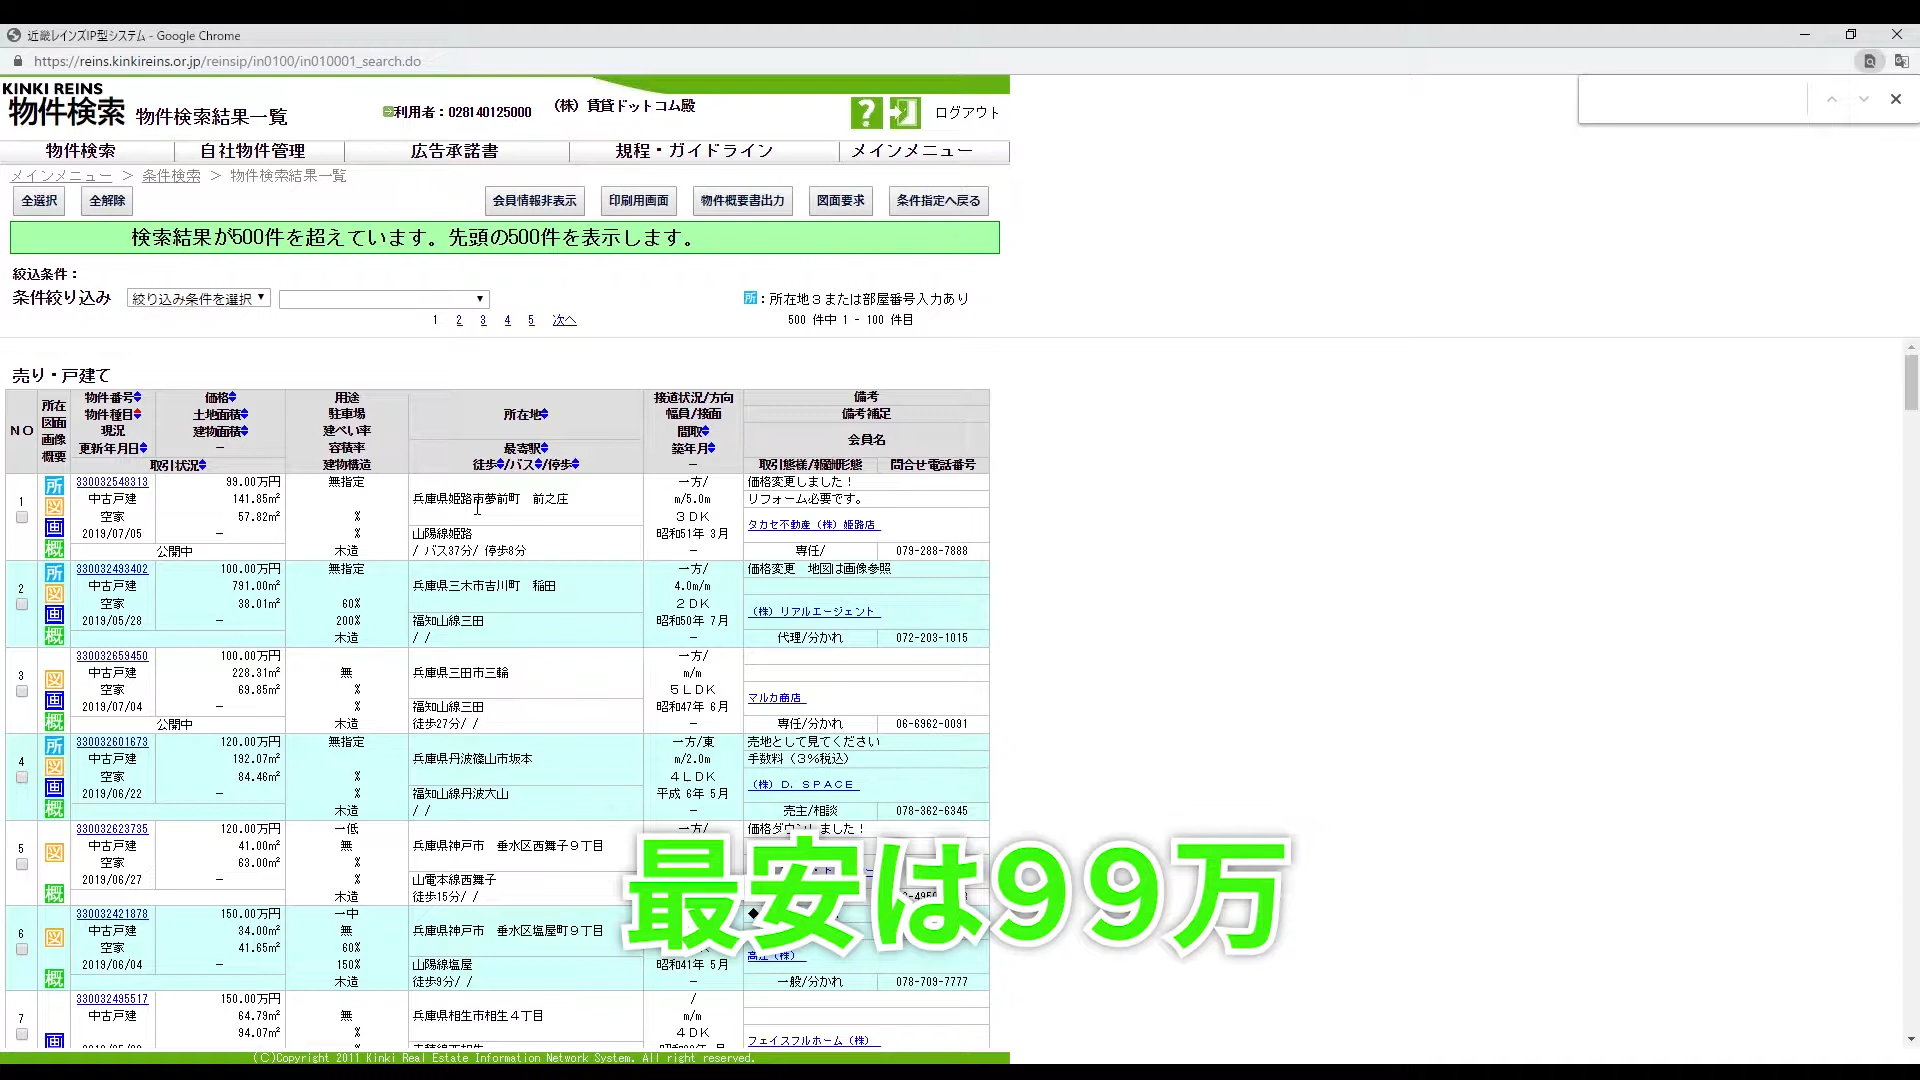 近畿レインズIP型システム - Google Chrome
https://reins.kinkireins.or.jp/reinsip/in0100/in010001_search.do
KINKI REINS
物件検索 物件検索結果一覧 利用者：028140125000 （株）賃貸ドットコム殿 ? ログアウト
物件検索 自社物件管理 広告承諾書 規程・ガイドライン メインメニュー
メインメニュー > 条件検索 > 物件検索結果一覧
全選択 全解除 会員情報非表示 印刷用画面 物件概要書出力 図面要求 条件指定へ戻る
検索結果が500件を超えています。先頭の500件を表示します。
絞込条件：
条件絞り込み 絞り込み条件を選択 所：所在地３または部屋番号入力あり
1 2 3 4 5 次へ 500 件中 1 - 100 件目
売り・戸建て
NO 所在 図面 画像 概要
物件番号 物件種目 現況 更新年月日
価格 土地面積 建物面積 －
取引状況
用途 駐車場 建ぺい率 容積率 建物構造
所在地
最寄駅
徒歩/バス/停歩
接道状況/方向 幅員/接面 間取 築年月 －
備考
備考補足
会員名
取引態様/報酬形態 問合せ電話番号
1 所 図 画 概
330032548313 99.00万円 無指定 一方/ 価格変更しました！
中古戸建 141.85m² 兵庫県姫路市夢前町　前之庄 m/5.0m リフォーム必要です。
空家 57.82m² % ３ＤＫ タカセ不動産（株）姫路店
2019/07/05 － % 山陽線姫路 昭和51年 3月
公開中 木造 / バス37分/ 停歩8分 － 専任/ 079-288-7888
2 所 図 画 概
330032493402 100.00万円 無指定 一方/ 価格変更　地図は画像参照
中古戸建 791.00m² 兵庫県三木市吉川町　稲田 4.0m/m
空家 38.01m² 60% ２ＤＫ （株）リアルエージェント
2019/05/28 － 200% 福知山線三田 昭和50年 7月
木造 / / － 代理/分かれ 072-203-1015
3 図 画 概
330032659450 100.00万円 一方/
中古戸建 228.31m² 無 兵庫県三田市三輪 m/m
空家 69.85m² % ５ＬＤＫ マルカ商店
2019/07/04 － % 福知山線三田 昭和47年 6月
公開中 木造 徒歩27分/ / － 専任/分かれ 06-6962-0091
4 所 図 画 概
330032601673 120.00万円 無指定 一方/東 売地として見てください
中古戸建 192.07m² 兵庫県丹波篠山市坂本 m/2.0m 手数料（３%税込）
空家 84.46m² % ４ＬＤＫ （株）Ｄ．ＳＰＡＣＥ
2019/06/22 － % 福知山線丹波大山 平成 6年 5月
木造 / / － 売主/相談 078-362-6345
5 図 概
330032623735 120.00万円 一低 一方/ 価格ダウンしました！
中古戸建 41.00m² 無 兵庫県神戸市　垂水区西舞子９丁目
空家 63.00m² %
2019/06/27 － % 山電本線西舞子
木造 徒歩15分/ /
最安は９９万
6 図 概
330032421878 150.00万円 一中 ◆
中古戸建 34.00m² 無 兵庫県神戸市　垂水区塩屋町９丁目
空家 41.65m² 60% 高江（株）
2019/06/04 － 150% 山陽線塩屋 昭和41年 5月
木造 徒歩9分/ / － 一般/分かれ 078-709-7777
7 画
330032495517 150.00万円 /
中古戸建 64.79m² 無 兵庫県相生市相生４丁目 m/m
94.07m² % ４ＤＫ フェイスフルホーム（株）
(C)Copyright 2011 Kinki Real Estate Information Network System. All right reserved.